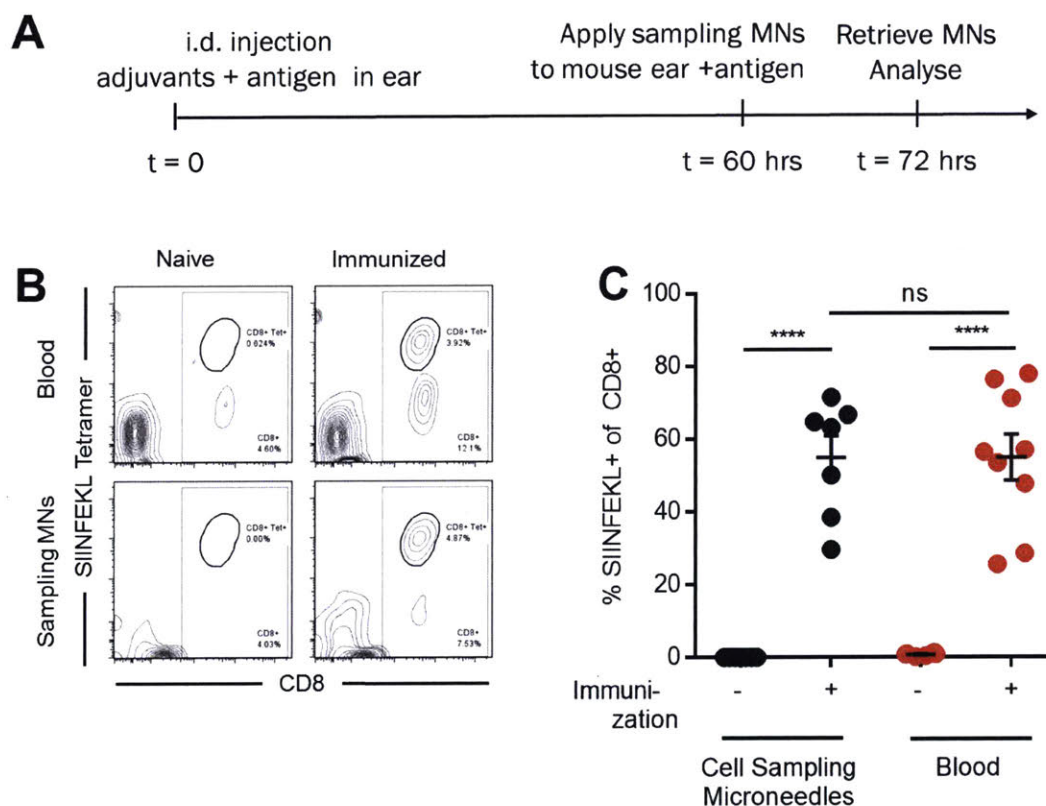 A
i.d. injection
adjuvants + antigen in ear
Apply sampling MNs
to mouse ear +antigen
Retrieve MNs
Analyse
t = 0
t = 60 hrs
t = 72 hrs
B
Naive
Immunized
Blood
Sampling MNs
SIINFEKL Tetramer
CD8+ Tet+
0.624%
CD8+
4.60%
CD8+ Tet+
3.92%
CD8+
12.1%
CD8+ Tet+
0.00%
CD8+
4.03%
CD8+ Tet+
4.87%
CD8+
7.53%
CD8
C
% SIINFEKL+ of CD8+
100
80
60
40
20
0
ns
****
****
Immuni-
zation
- + - +
Cell Sampling
Microneedles
Blood